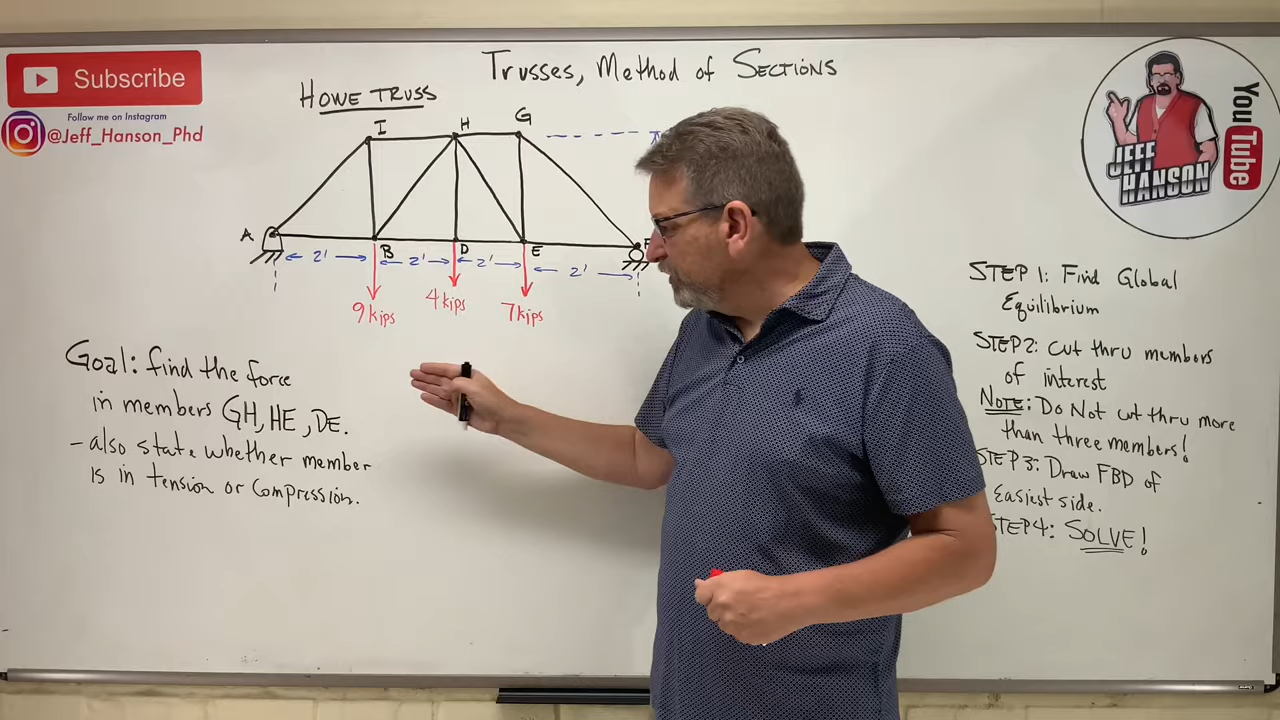 Subscribe
Follow me on Instagram
@Jeff_Hanson_Phd
Trusses, Method of SECTIONS
HOWE TRUSS
I
H
G
A
B
D
E
2'
2'
2'
2'
9 kips
4 kips
7 kips
Goal: find the force
in members GH, HE, DE.
- also state whether member
is in tension or compression.
JEFF
HANSON
YouTube
STEP 1: Find Global
Equilibrium
STEP 2: cut thru members
of interest
NOTE: Do Not cut thru more
than three members!
STEP 3: Draw FBD of
easiest side.
STEP 4: SOLVE!